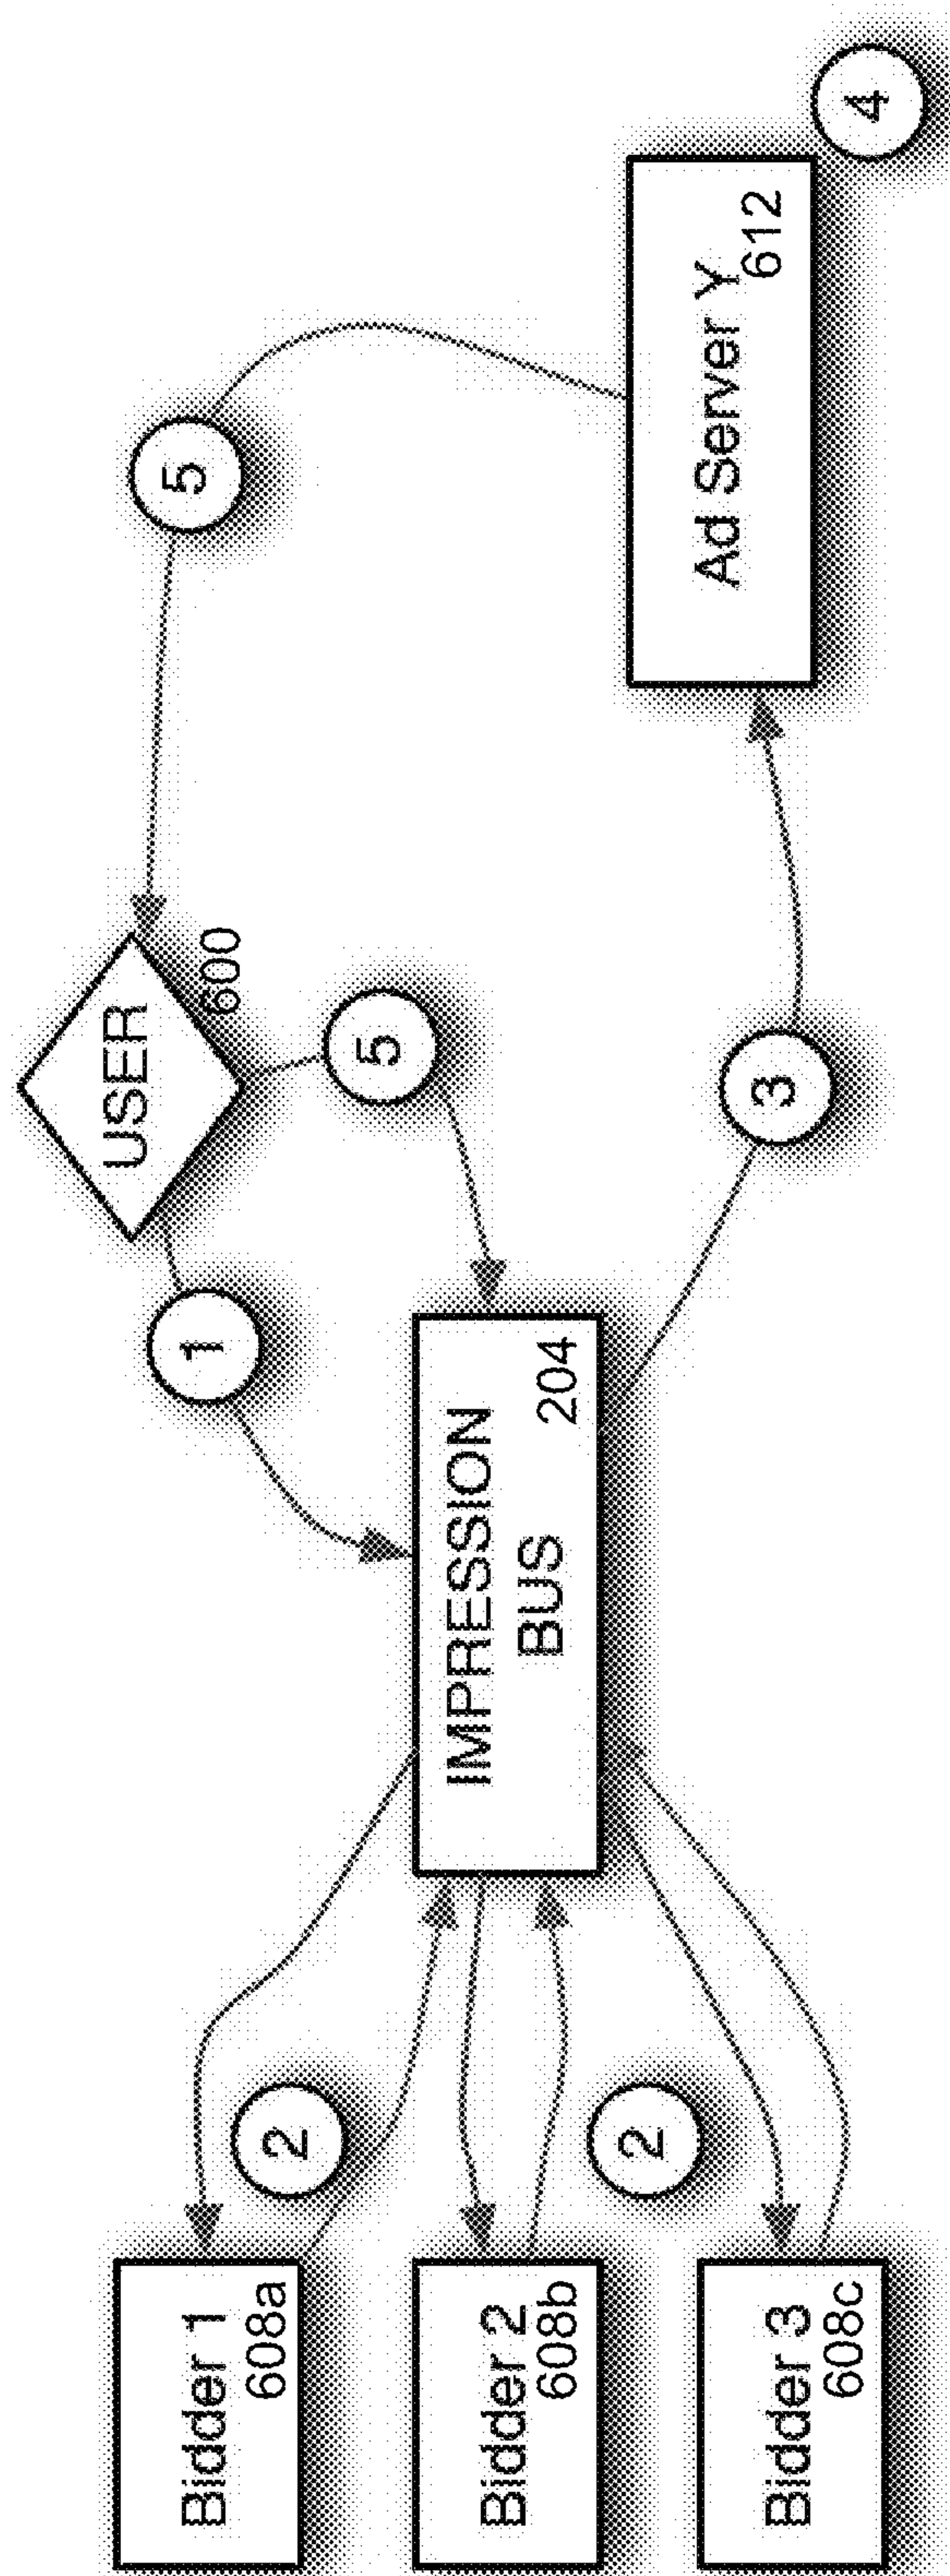 USER
600
1
5
5
Bidder 1
608a
2
IMPRESSION
BUS
204
Bidder 2
608b
2
3
Ad Server Y
612
4
Bidder 3
608c